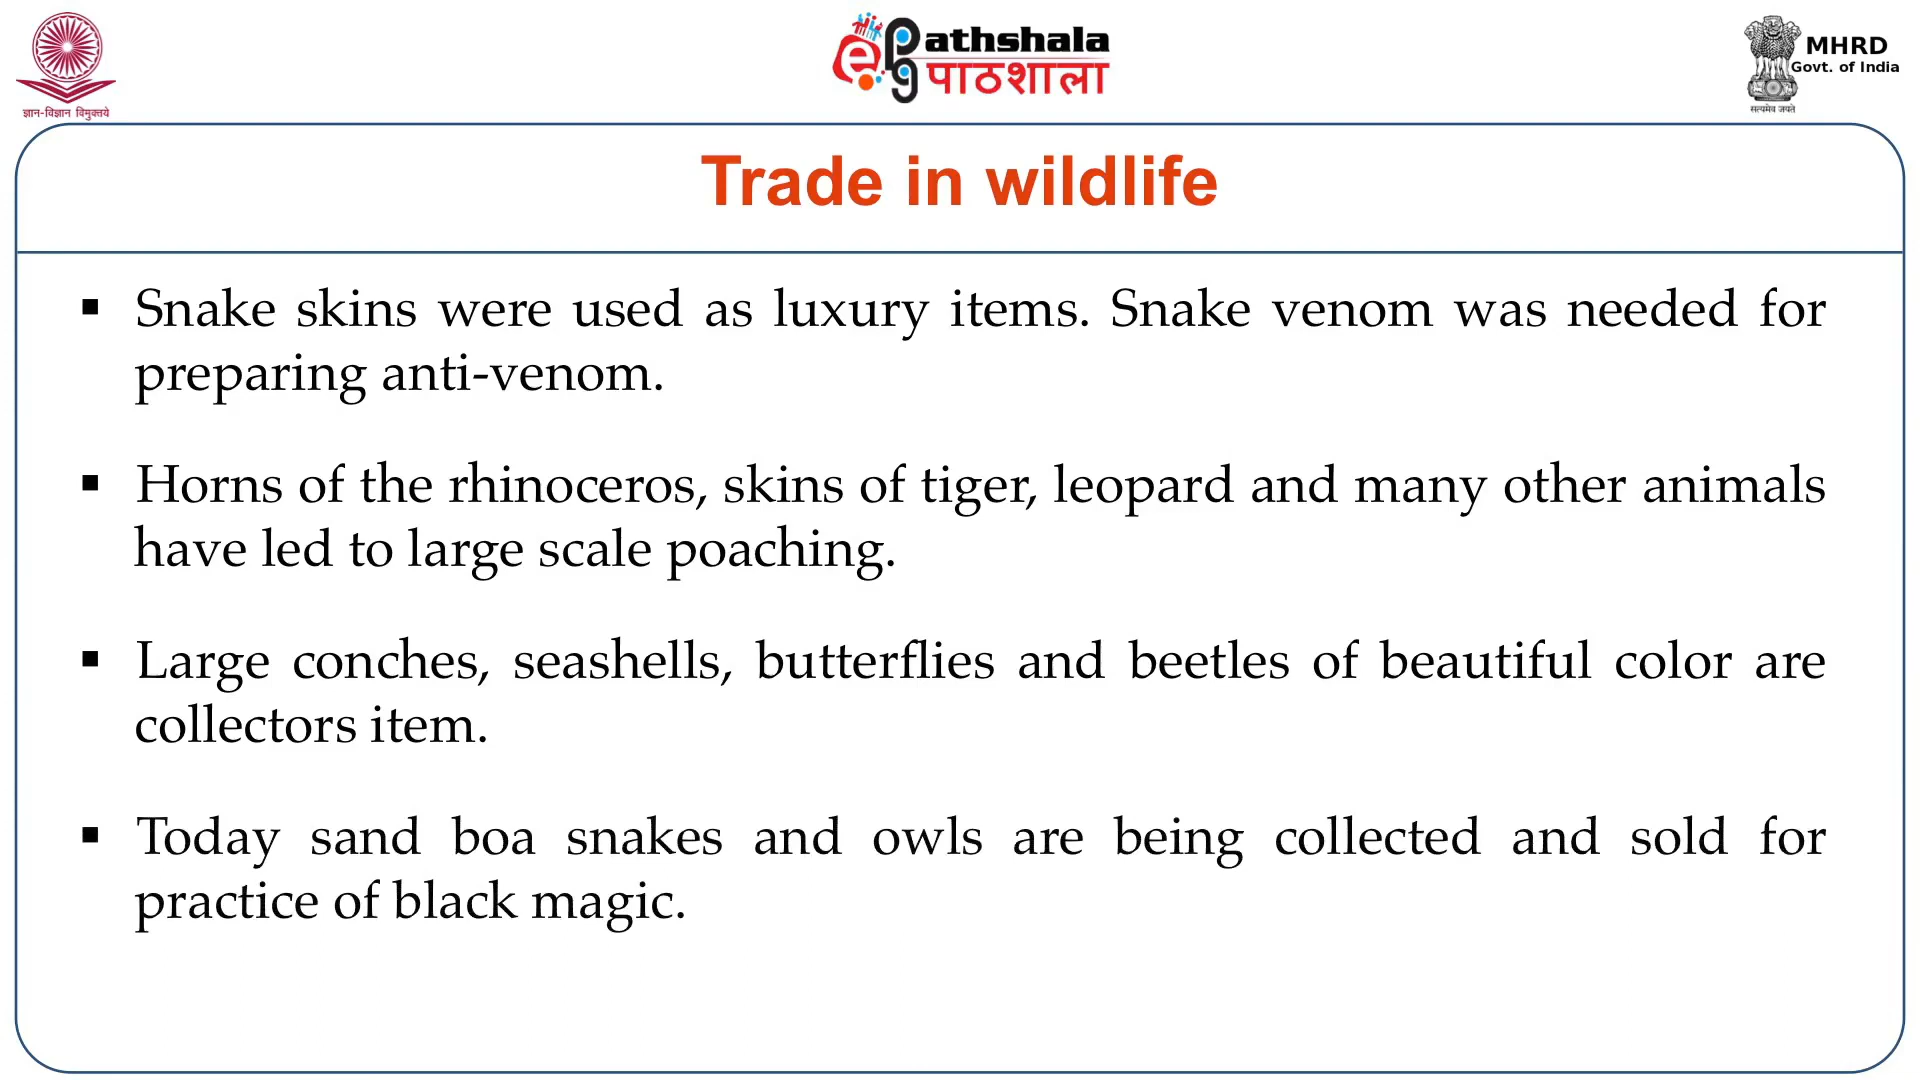 ज्ञान-विज्ञान विमुक्तये
ePathshala
पाठशाला
MHRD
Govt. of India
सत्यमेव जयते
Trade in wildlife
▪ Snake skins were used as luxury items. Snake venom was needed for
preparing anti-venom.
▪ Horns of the rhinoceros, skins of tiger, leopard and many other animals
have led to large scale poaching.
▪ Large conches, seashells, butterflies and beetles of beautiful color are
collectors item.
▪ Today sand boa snakes and owls are being collected and sold for
practice of black magic.